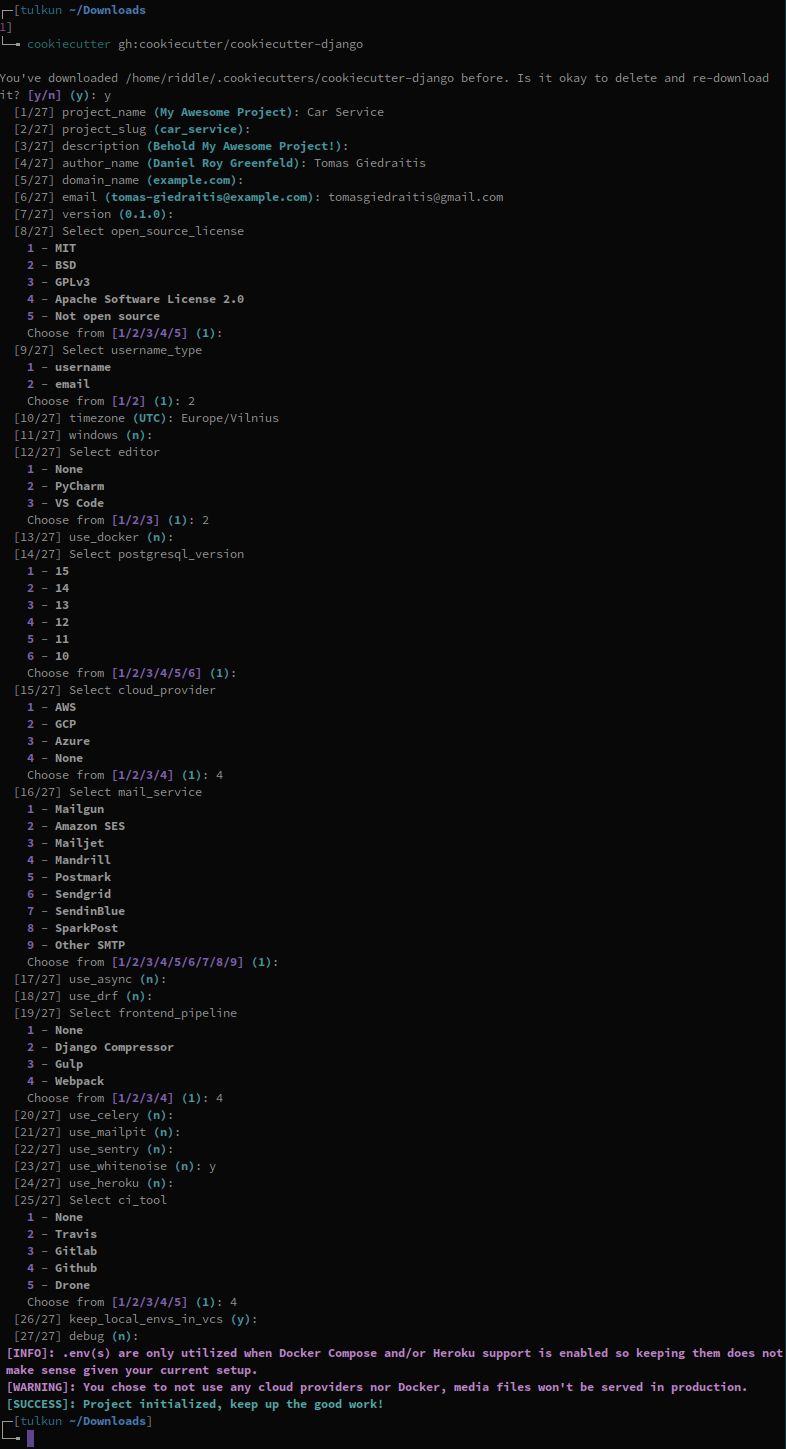 ┌─[tulkun ~/Downloads
1]
└─╸ cookiecutter gh:cookiecutter/cookiecutter-django
You've downloaded /home/riddle/.cookiecutters/cookiecutter-django before. Is it okay to delete and re-download
it? [y/n] (y): y
[1/27] project_name (My Awesome Project): Car Service
[2/27] project_slug (car_service):
[3/27] description (Behold My Awesome Project!):
[4/27] author_name (Daniel Roy Greenfeld): Tomas Giedraitis
[5/27] domain_name (example.com):
[6/27] email (tomas-giedraitis@example.com): tomasgiedraitis@gmail.com
[7/27] version (0.1.0):
[8/27] Select open_source_license
1 - MIT
2 - BSD
3 - GPLv3
4 - Apache Software License 2.0
5 - Not open source
Choose from [1/2/3/4/5] (1):
[9/27] Select username_type
1 - username
2 - email
Choose from [1/2] (1): 2
[10/27] timezone (UTC): Europe/Vilnius
[11/27] windows (n):
[12/27] Select editor
1 - None
2 - PyCharm
3 - VS Code
Choose from [1/2/3] (1): 2
[13/27] use_docker (n):
[14/27] Select postgresql_version
1 - 15
2 - 14
3 - 13
4 - 12
5 - 11
6 - 10
Choose from [1/2/3/4/5/6] (1):
[15/27] Select cloud_provider
1 - AWS
2 - GCP
3 - Azure
4 - None
Choose from [1/2/3/4] (1): 4
[16/27] Select mail_service
1 - Mailgun
2 - Amazon SES
3 - Mailjet
4 - Mandrill
5 - Postmark
6 - Sendgrid
7 - SendinBlue
8 - SparkPost
9 - Other SMTP
Choose from [1/2/3/4/5/6/7/8/9] (1):
[17/27] use_async (n):
[18/27] use_drf (n):
[19/27] Select frontend_pipeline
1 - None
2 - Django Compressor
3 - Gulp
4 - Webpack
Choose from [1/2/3/4] (1): 4
[20/27] use_celery (n):
[21/27] use_mailpit (n):
[22/27] use_sentry (n):
[23/27] use_whitenoise (n): y
[24/27] use_heroku (n):
[25/27] Select ci_tool
1 - None
2 - Travis
3 - Gitlab
4 - Github
5 - Drone
Choose from [1/2/3/4/5] (1): 4
[26/27] keep_local_envs_in_vcs (y):
[27/27] debug (n):
[INFO]: .env(s) are only utilized when Docker Compose and/or Heroku support is enabled so keeping them does not
make sense given your current setup.
[WARNING]: You chose to not use any cloud providers nor Docker, media files won't be served in production.
[SUCCESS]: Project initialized, keep up the good work!
┌─[tulkun ~/Downloads]
└─╸